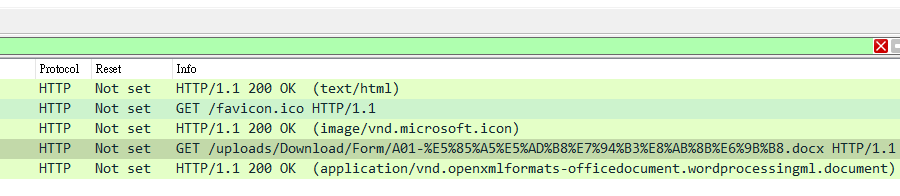 Protocol Reset Info
HTTP Not set HTTP/1.1 200 OK (text/html)
HTTP Not set GET /favicon.ico HTTP/1.1
HTTP Not set HTTP/1.1 200 OK (image/vnd.microsoft.icon)
HTTP Not set GET /uploads/Download/Form/A01-%E5%85%A5%E5%AD%B8%E7%94%B3%E8%AB%8B%E6%9B%B8.docx HTTP/1.1
HTTP Not set HTTP/1.1 200 OK (application/vnd.openxmlformats-officedocument.wordprocessingml.document)